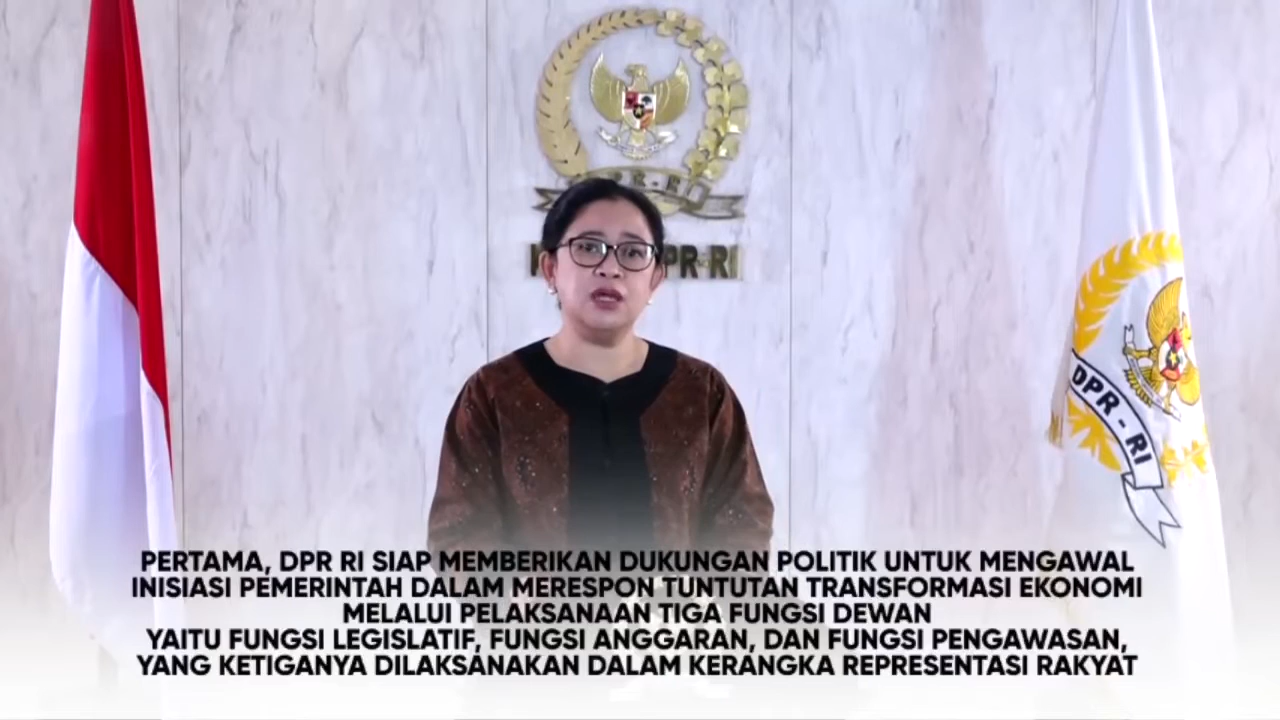 DPR-RI
DPR - RI
PERTAMA, DPR RI SIAP MEMBERIKAN DUKUNGAN POLITIK UNTUK MENGAWAL
INISIASI PEMERINTAH DALAM MERESPON TUNTUTAN TRANSFORMASI EKONOMI
MELALUI PELAKSANAAN TIGA FUNGSI DEWAN
YAITU FUNGSI LEGISLATIF, FUNGSI ANGGARAN, DAN FUNGSI PENGAWASAN,
YANG KETIGANYA DILAKSANAKAN DALAM KERANGKA REPRESENTASI RAKYAT